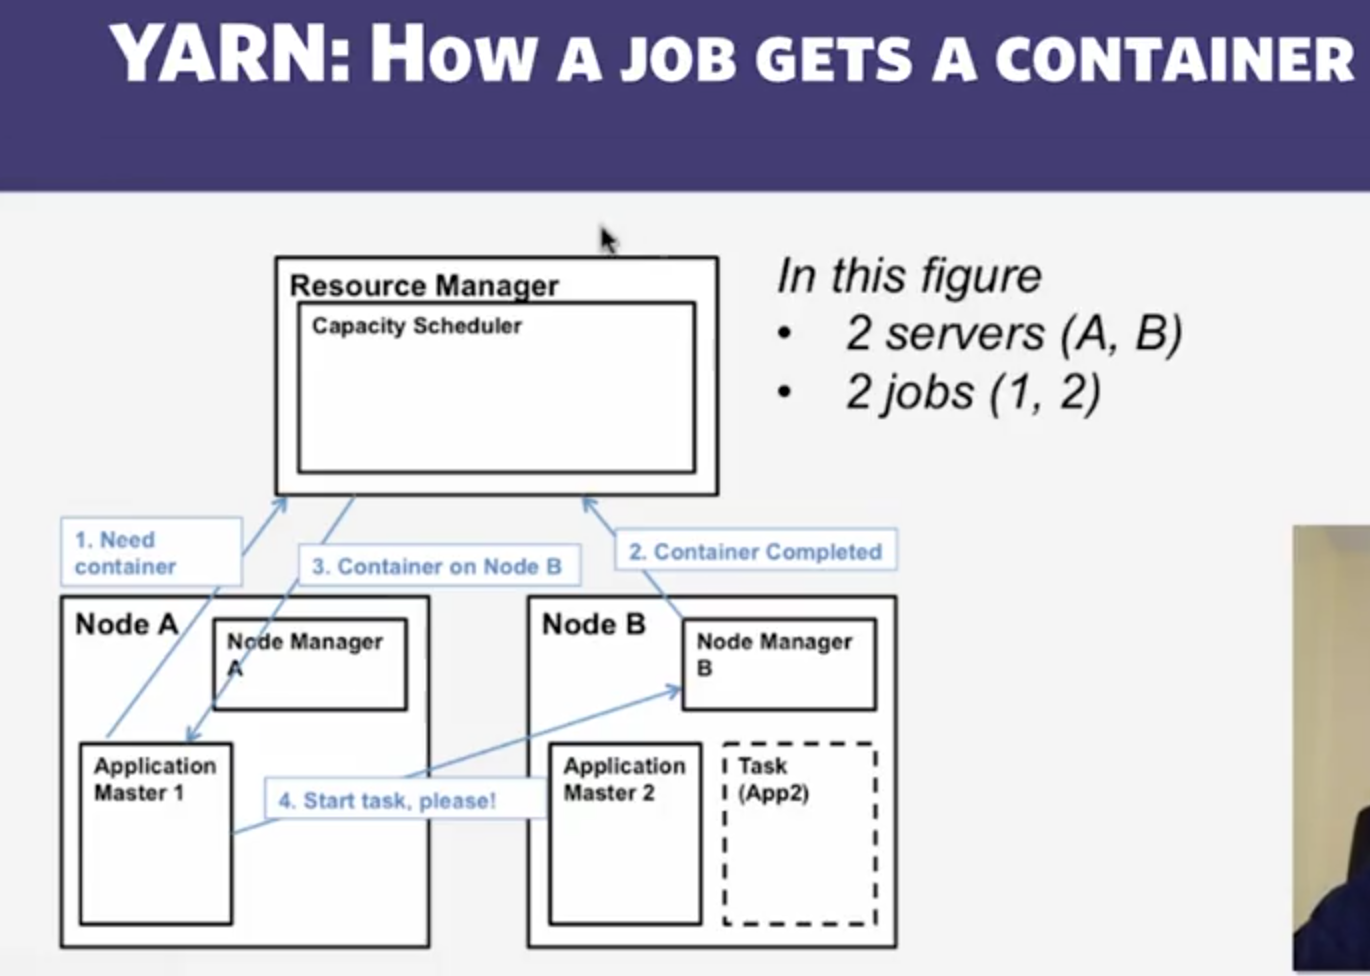 YARN: HOW A JOB GETS A CONTAINER
Resource Manager
Capacity Scheduler
In this figure
• 2 servers (A, B)
• 2 jobs (1, 2)
1. Need
container
3. Container on Node B
2. Container Completed
Node A
Node Manager
A
Application
Master 1
4. Start task, please!
Node B
Node Manager
B
Application
Master 2
Task
(App2)